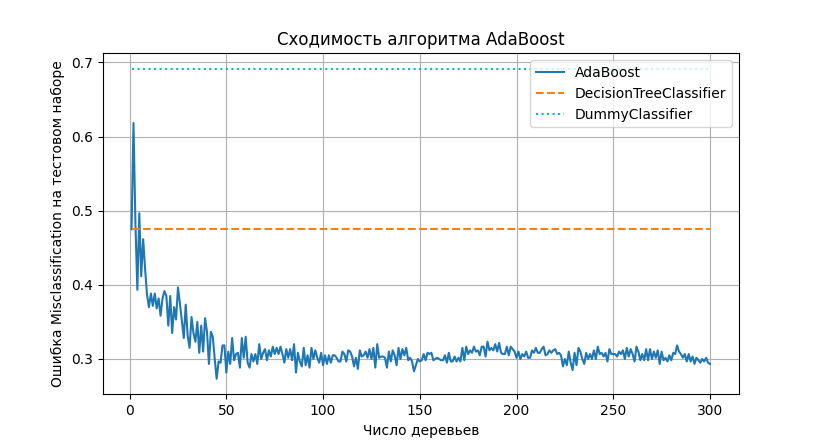 Сходимость алгоритма AdaBoost
Ошибка Misclassification на тестовом наборе
0.7
0.6
0.5
0.4
0.3
AdaBoost
DecisionTreeClassifier
DummyClassifier
0 50 100 150 200 250 300
Число деревьев